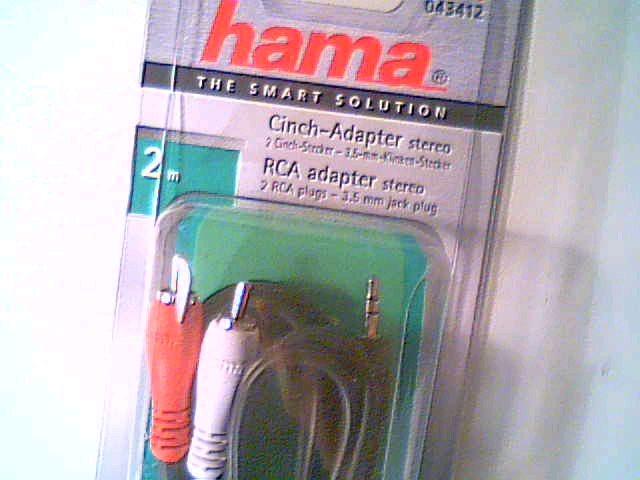 043412
hama®
THE SMART SOLUTION
Cinch-Adapter stereo
2 Cinch-Stecker - 3,5-mm-Klinken-Stecker
2 m
RCA adapter stereo
2 RCA plugs - 3.5 mm jack plug